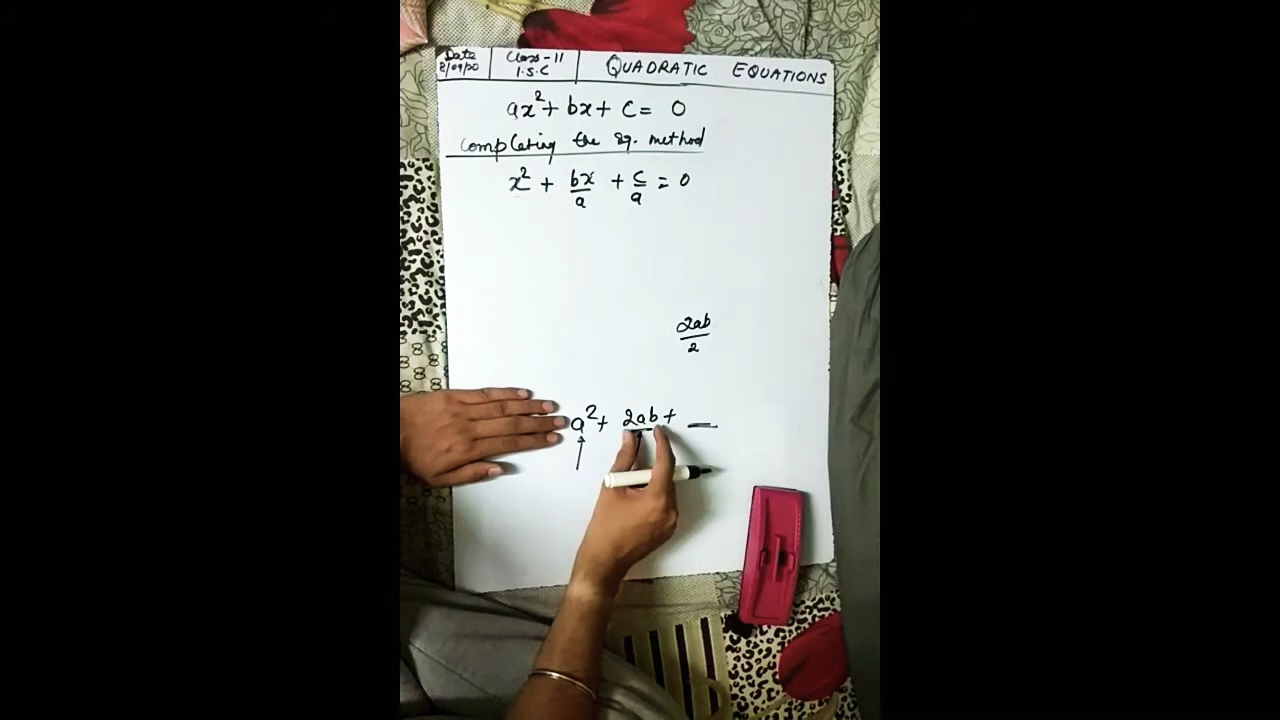 Date 8/09/20 Class-11 I.S.C QUADRATIC EQUATIONS
ax² + bx + c = 0
Completing the sq. method
x² + bx/a + c/a = 0
2ab/2
a² + 2ab +